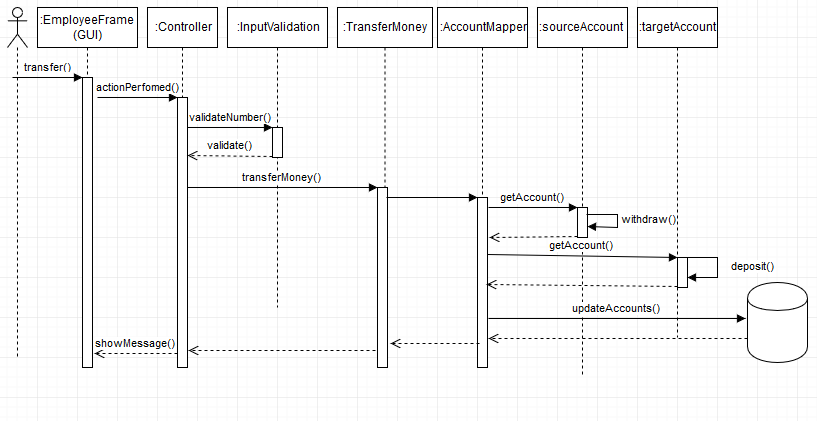 :EmployeeFrame
(GUI)
:Controller
:InputValidation
:TransferMoney
:AccountMapper
:sourceAccount
:targetAccount
transfer()
actionPerfomed()
validateNumber()
validate()
transferMoney()
getAccount()
withdraw()
getAccount()
deposit()
updateAccounts()
showMessage()